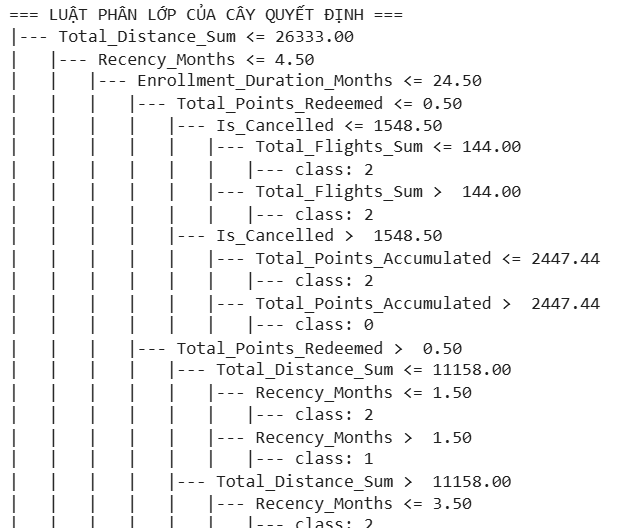 === LUẬT PHÂN LỚP CỦA CÂY QUYẾT ĐỊNH ===
|--- Total_Distance_Sum <= 26333.00
|   |--- Recency_Months <= 4.50
|   |   |--- Enrollment_Duration_Months <= 24.50
|   |   |   |--- Total_Points_Redeemed <= 0.50
|   |   |   |   |--- Is_Cancelled <= 1548.50
|   |   |   |   |   |--- Total_Flights_Sum <= 144.00
|   |   |   |   |   |   |--- class: 2
|   |   |   |   |   |--- Total_Flights_Sum >  144.00
|   |   |   |   |   |   |--- class: 2
|   |   |   |   |--- Is_Cancelled >  1548.50
|   |   |   |   |   |--- Total_Points_Accumulated <= 2447.44
|   |   |   |   |   |   |--- class: 2
|   |   |   |   |   |--- Total_Points_Accumulated >  2447.44
|   |   |   |   |   |   |--- class: 0
|   |   |   |--- Total_Points_Redeemed >  0.50
|   |   |   |   |--- Total_Distance_Sum <= 11158.00
|   |   |   |   |   |--- Recency_Months <= 1.50
|   |   |   |   |   |   |--- class: 2
|   |   |   |   |   |--- Recency_Months >  1.50
|   |   |   |   |   |   |--- class: 1
|   |   |   |   |--- Total_Distance_Sum >  11158.00
|   |   |   |   |   |--- Recency_Months <= 3.50
|   |   |   |   |   |   |--- class: 2